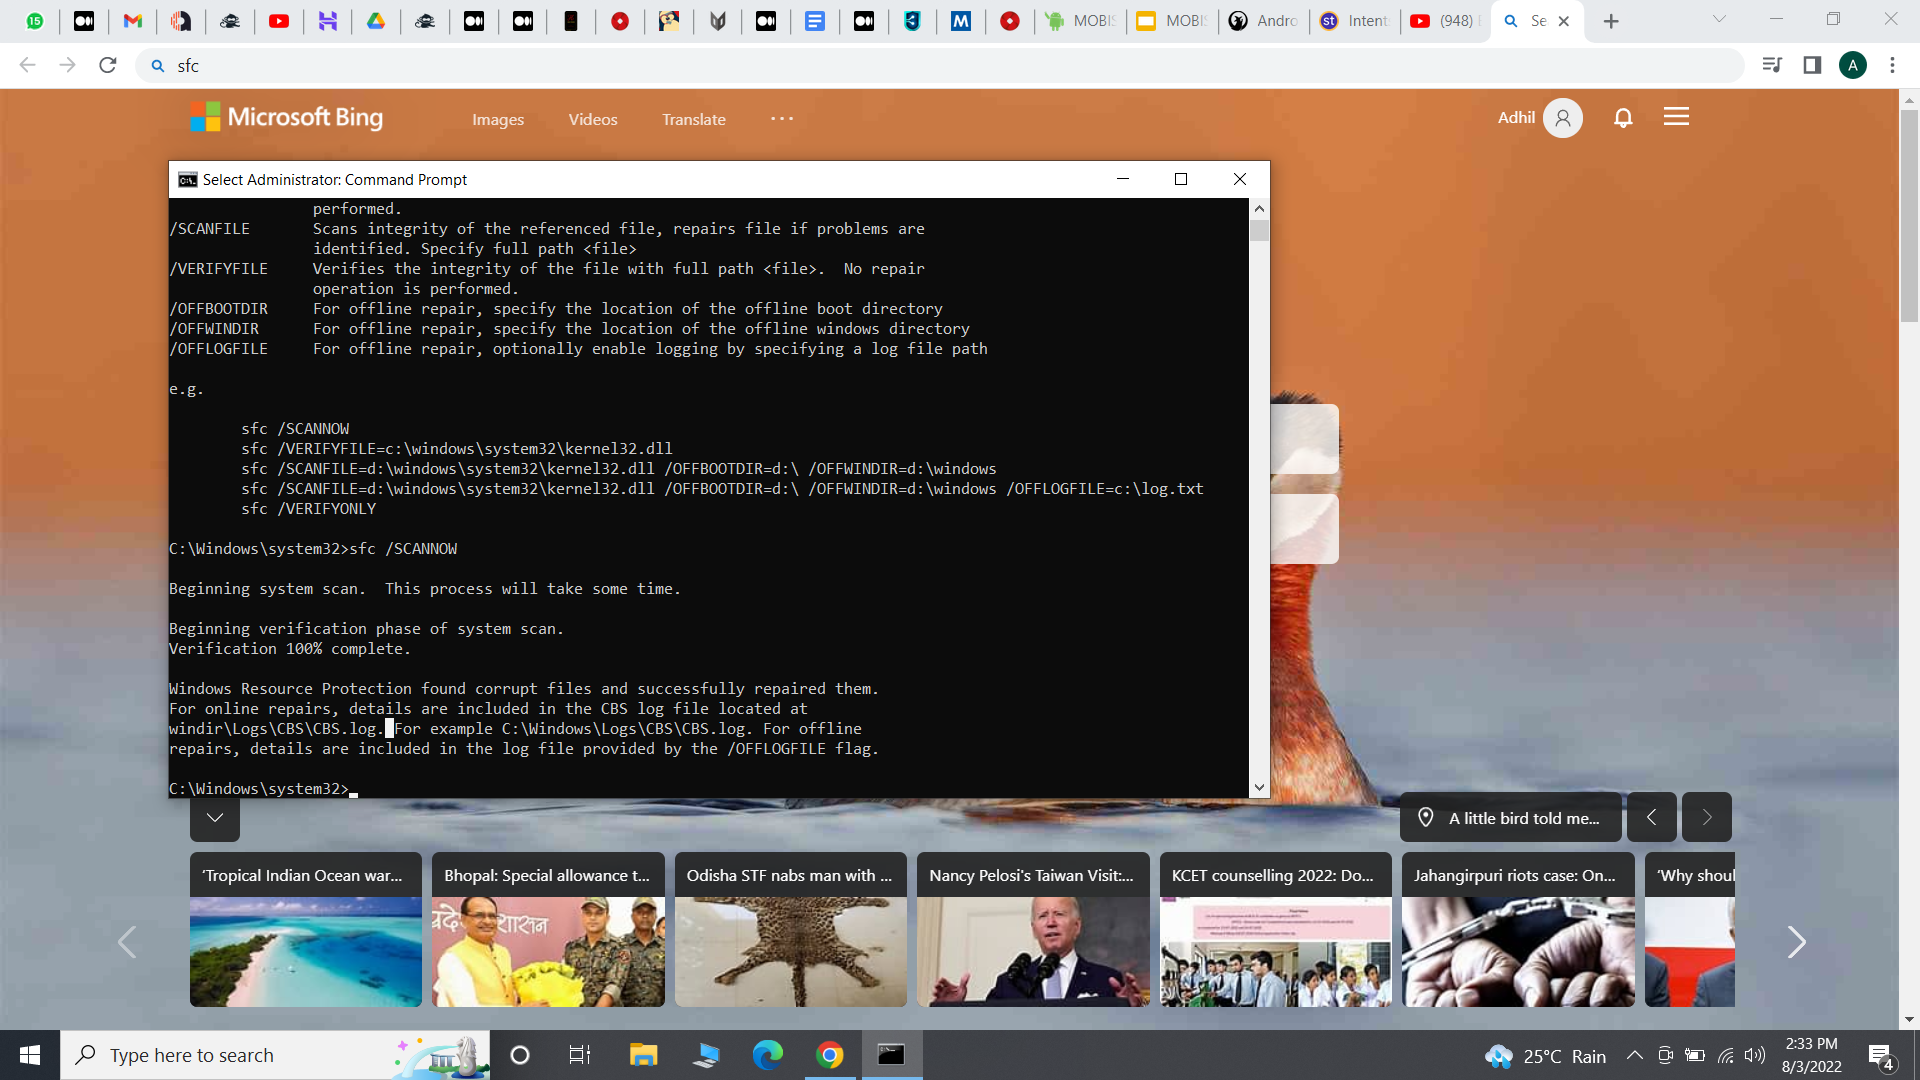 15
MOBIS
MOBIS
Andro
st
Intent
(948)
Se
sfc
A
Microsoft Bing
Images
Videos
Translate
Adhil
Select Administrator: Command Prompt
performed.
/SCANFILE Scans integrity of the referenced file, repairs file if problems are
identified. Specify full path <file>
/VERIFYFILE Verifies the integrity of the file with full path <file>. No repair
operation is performed.
/OFFBOOTDIR For offline repair, specify the location of the offline boot directory
/OFFWINDIR For offline repair, specify the location of the offline windows directory
/OFFLOGFILE For offline repair, optionally enable logging by specifying a log file path
e.g.
sfc /SCANNOW
sfc /VERIFYFILE=c:\windows\system32\kernel32.dll
sfc /SCANFILE=d:\windows\system32\kernel32.dll /OFFBOOTDIR=d:\ /OFFWINDIR=d:\windows
sfc /SCANFILE=d:\windows\system32\kernel32.dll /OFFBOOTDIR=d:\ /OFFWINDIR=d:\windows /OFFLOGFILE=c:\log.txt
sfc /VERIFYONLY
C:\Windows\system32>sfc /SCANNOW
Beginning system scan. This process will take some time.
Beginning verification phase of system scan.
Verification 100% complete.
Windows Resource Protection found corrupt files and successfully repaired them.
For online repairs, details are included in the CBS log file located at
windir\Logs\CBS\CBS.log. For example C:\Windows\Logs\CBS\CBS.log. For offline
repairs, details are included in the log file provided by the /OFFLOGFILE flag.
C:\Windows\system32>
A little bird told me...
'Tropical Indian Ocean war...
Bhopal: Special allowance t...
Odisha STF nabs man with ...
Nancy Pelosi's Taiwan Visit:...
KCET counselling 2022: Do...
Jahangirpuri riots case: On...
'Why shoul
Type here to search
25°C Rain
2:33 PM
8/3/2022
4